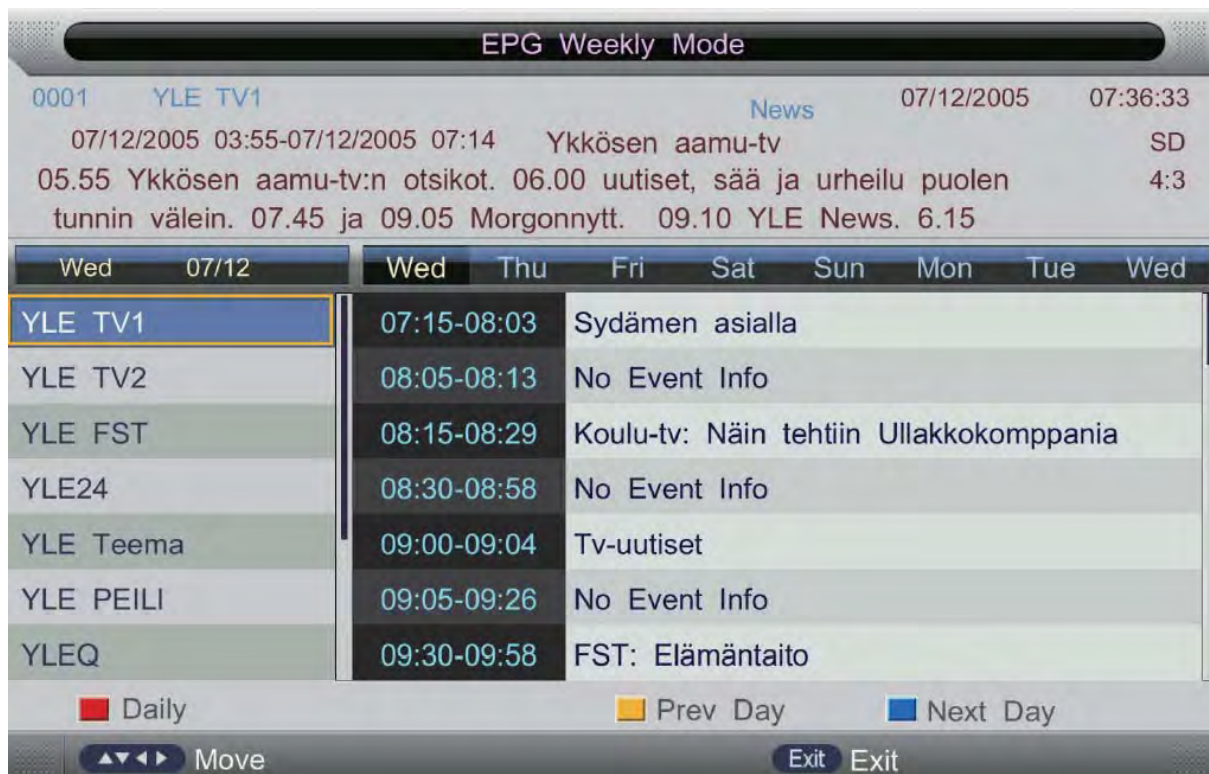 EPG Weekly Mode
0001 YLE TV1 News 07/12/2005 07:36:33
07/12/2005 03:55-07/12/2005 07:14 Ykkösen aamu-tv SD
05.55 Ykkösen aamu-tv:n otsikot. 06.00 uutiset, sää ja urheilu puolen 4:3
tunnin välein. 07.45 ja 09.05 Morgonnytt. 09.10 YLE News. 6.15
Wed 07/12 Wed Thu Fri Sat Sun Mon Tue Wed
YLE TV1 07:15-08:03 Sydämen asialla
YLE TV2 08:05-08:13 No Event Info
YLE FST 08:15-08:29 Koulu-tv: Näin tehtiin Ullakkokomppania
YLE24 08:30-08:58 No Event Info
YLE Teema 09:00-09:04 Tv-uutiset
YLE PEILI 09:05-09:26 No Event Info
YLEQ 09:30-09:58 FST: Elämäntaito
Daily Prev Day Next Day
Move Exit Exit